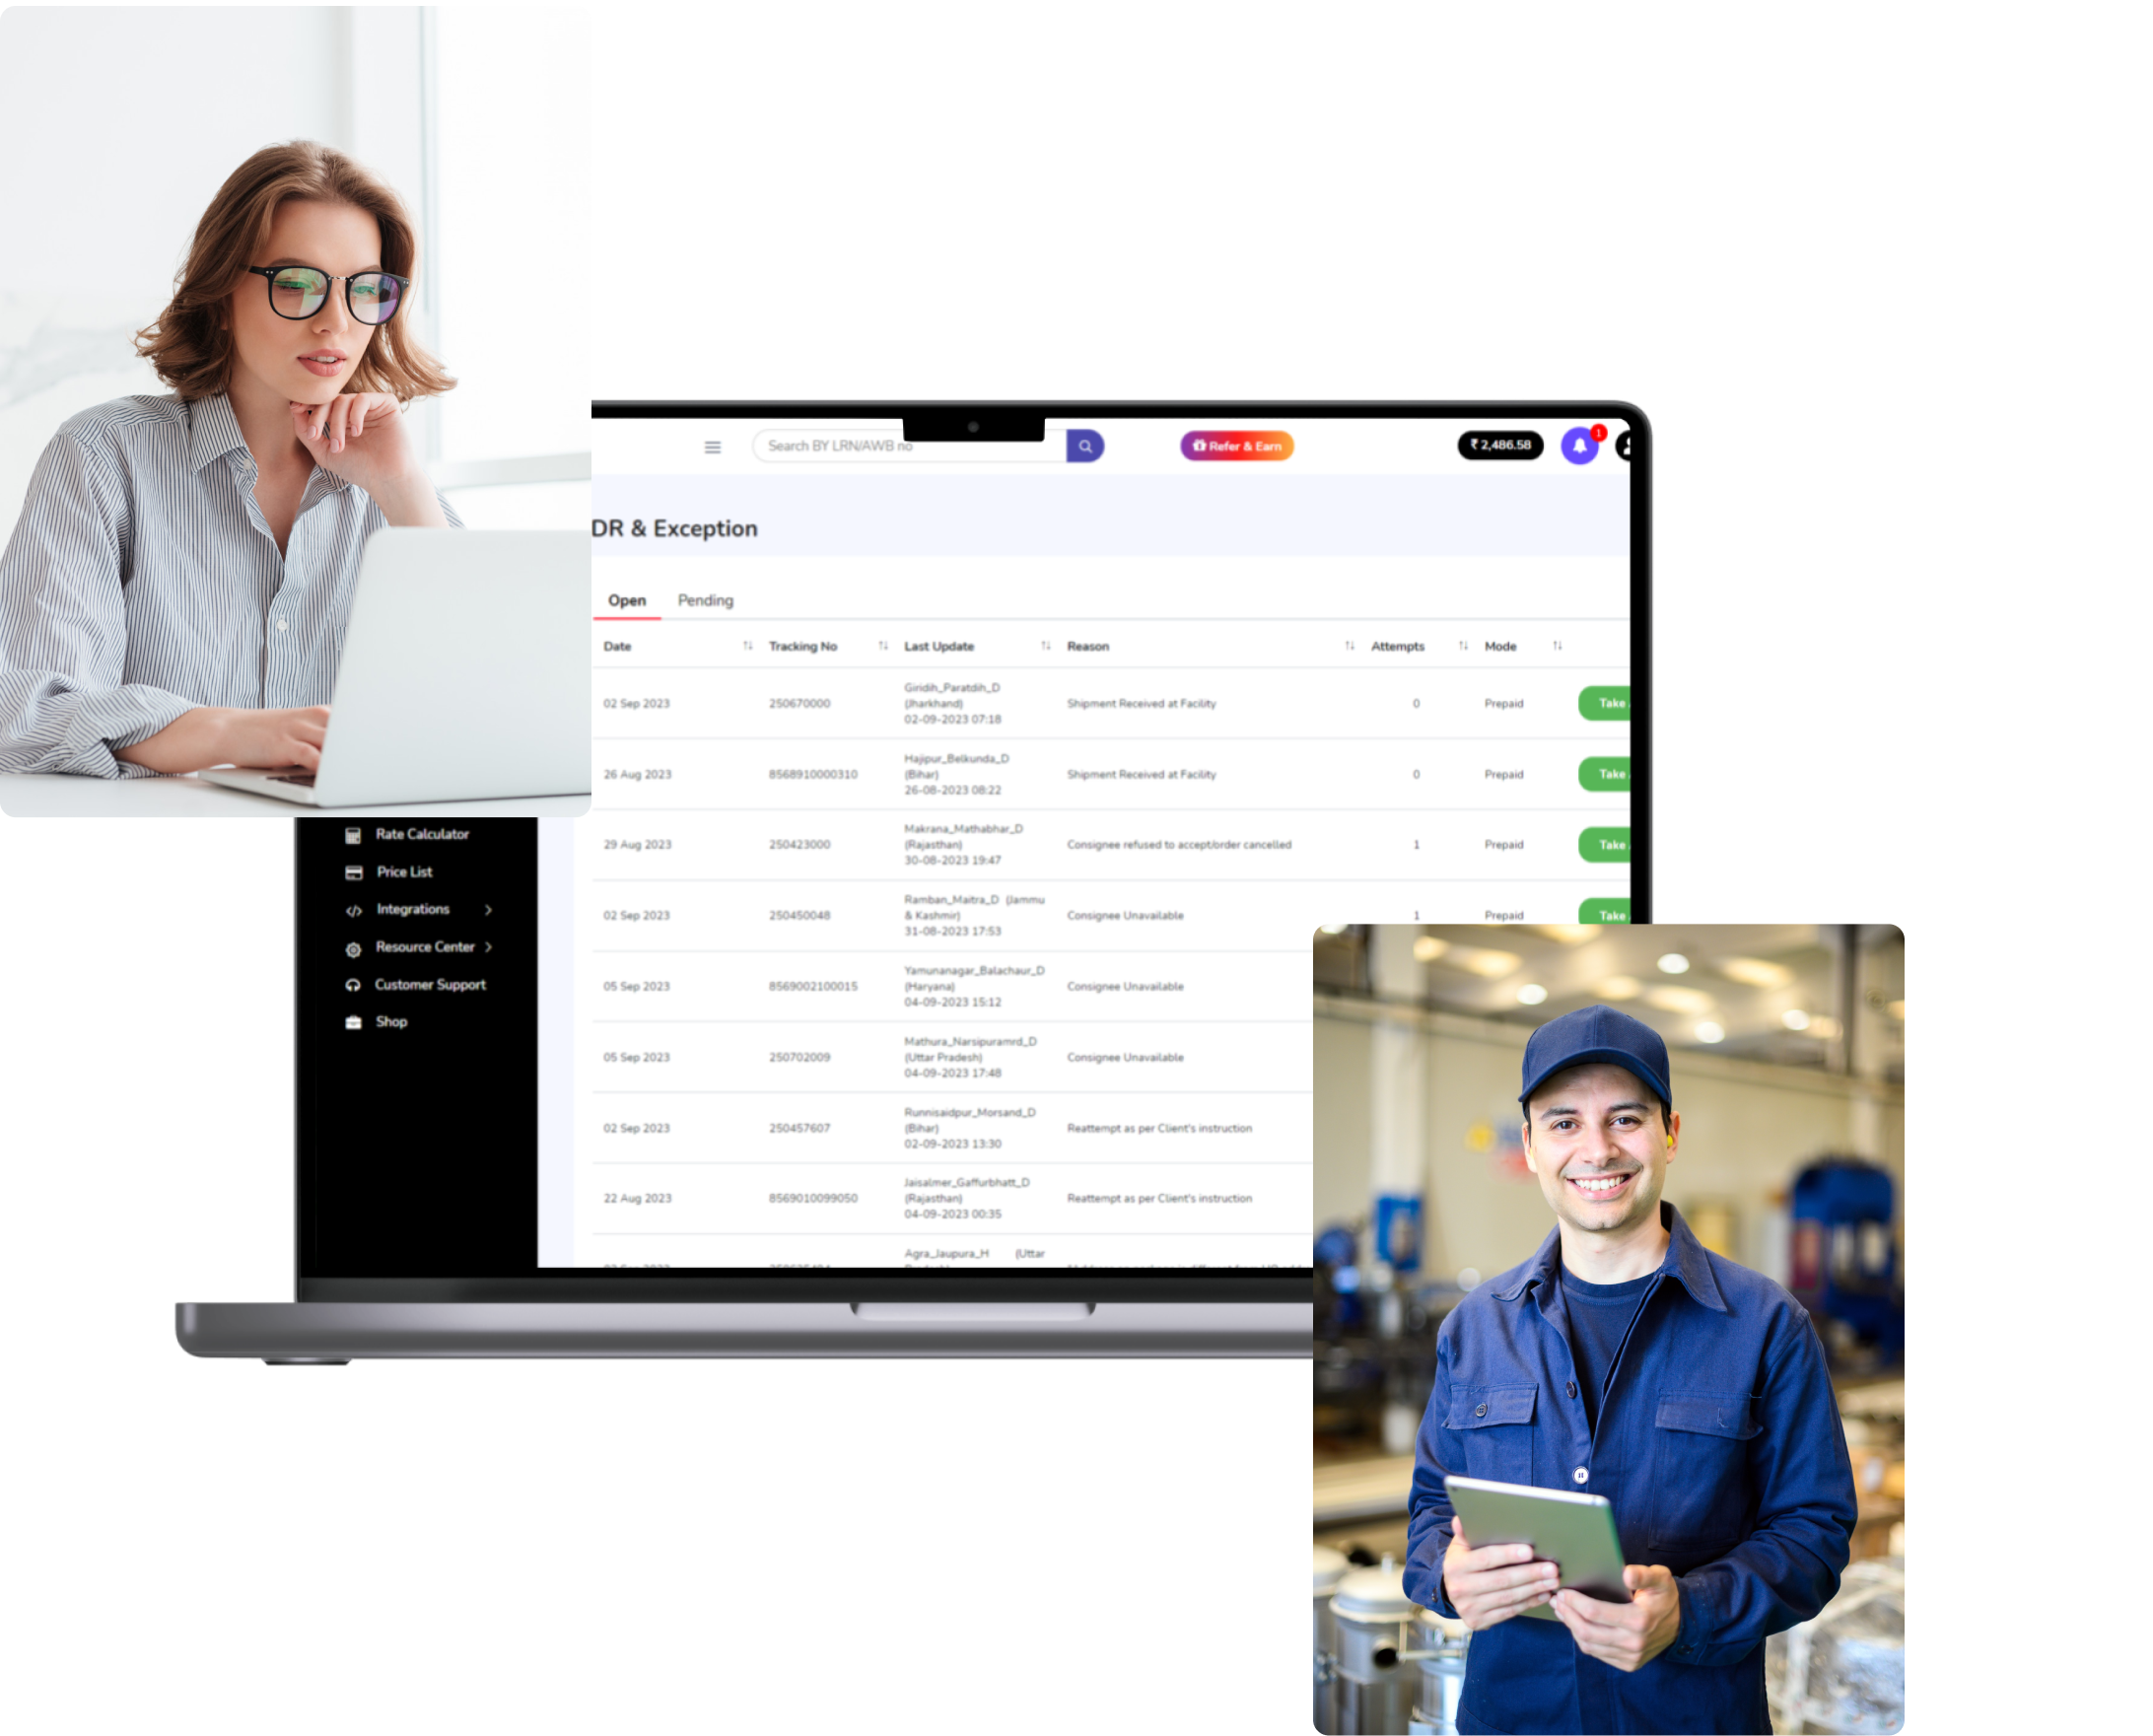 Search BY LRN/AWB no
Refer & Earn
₹ 2,486.58
1
DR & Exception
Open Pending
Date Tracking No Last Update Reason Attempts Mode
02 Sep 2023 250670000 Giridih_Paratdih_D Shipment Received at Facility 0 Prepaid Take
(Jharkhand)
02-09-2023 07:18
26 Aug 2023 8568910000310 Hajipur_Belkunda_D Shipment Received at Facility 0 Prepaid Take
(Bihar)
26-08-2023 08:22
29 Aug 2023 250423000 Makrana_Mathabhar_D Consignee refused to accept/order cancelled 1 Prepaid Take
(Rajasthan)
30-08-2023 19:47
02 Sep 2023 250450048 Ramban_Maitra_D (Jammu Consignee Unavailable 1 Prepaid Take
& Kashmir)
31-08-2023 17:53
05 Sep 2023 8569002100015 Yamunanagar_Balachaur_D Consignee Unavailable
(Haryana)
04-09-2023 15:12
05 Sep 2023 250702009 Mathura_Narsipuramrd_D Consignee Unavailable
(Uttar Pradesh)
04-09-2023 17:48
02 Sep 2023 250457607 Runnisaidpur_Morsand_D Reattempt as per Client's instruction
(Bihar)
02-09-2023 13:30
22 Aug 2023 8569010099050 Jaisalmer_Gaffurbhatt_D Reattempt as per Client's instruction
(Rajasthan)
04-09-2023 00:35
Agra_Jaupura_H (Uttar
Rate Calculator
Price List
Integrations
Resource Center
Customer Support
Shop